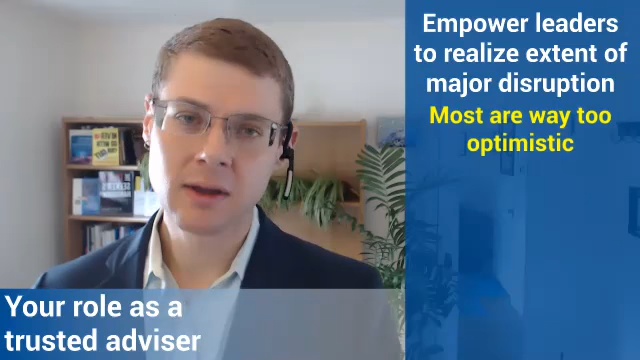 Empower leaders
to realize extent of
major disruption
Most are way too
optimistic
Your role as a
trusted adviser